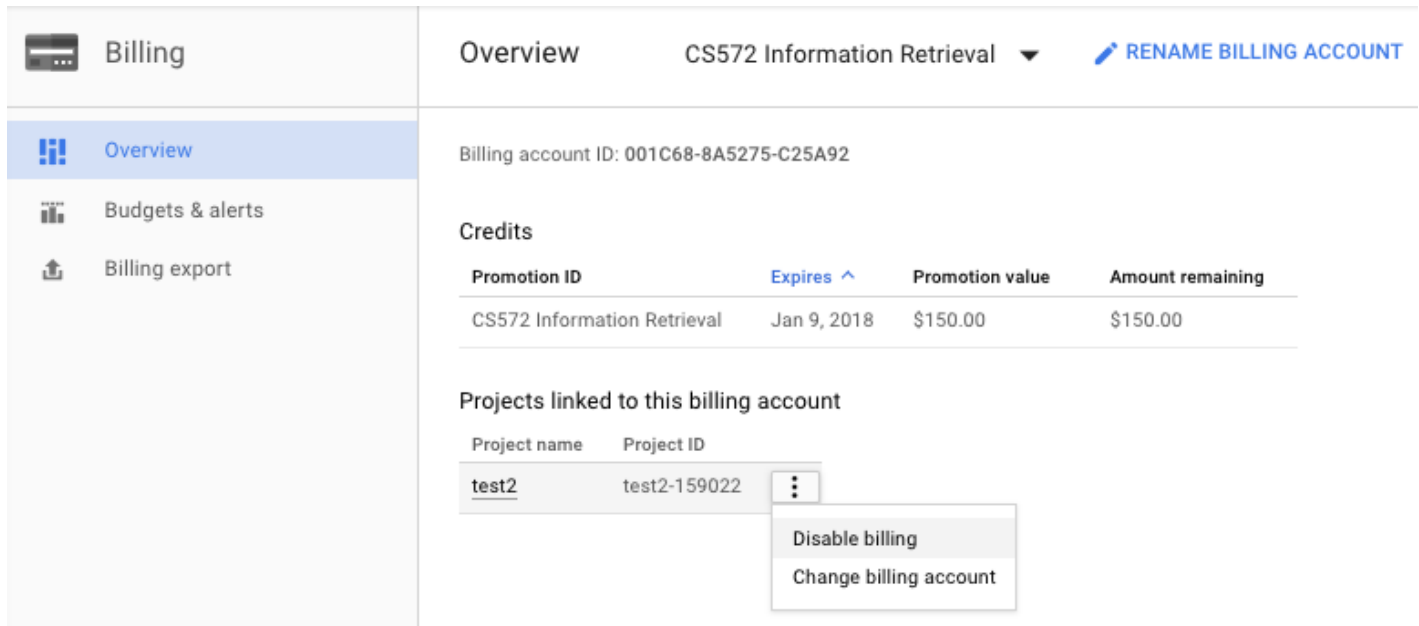 Billing
Overview CS572 Information Retrieval RENAME BILLING ACCOUNT
Overview
Budgets & alerts
Billing export
Billing account ID: 001C68-8A5275-C25A92
Credits
Promotion ID Expires Promotion value Amount remaining
CS572 Information Retrieval Jan 9, 2018 $150.00 $150.00
Projects linked to this billing account
Project name Project ID
test2 test2-159022
Disable billing
Change billing account